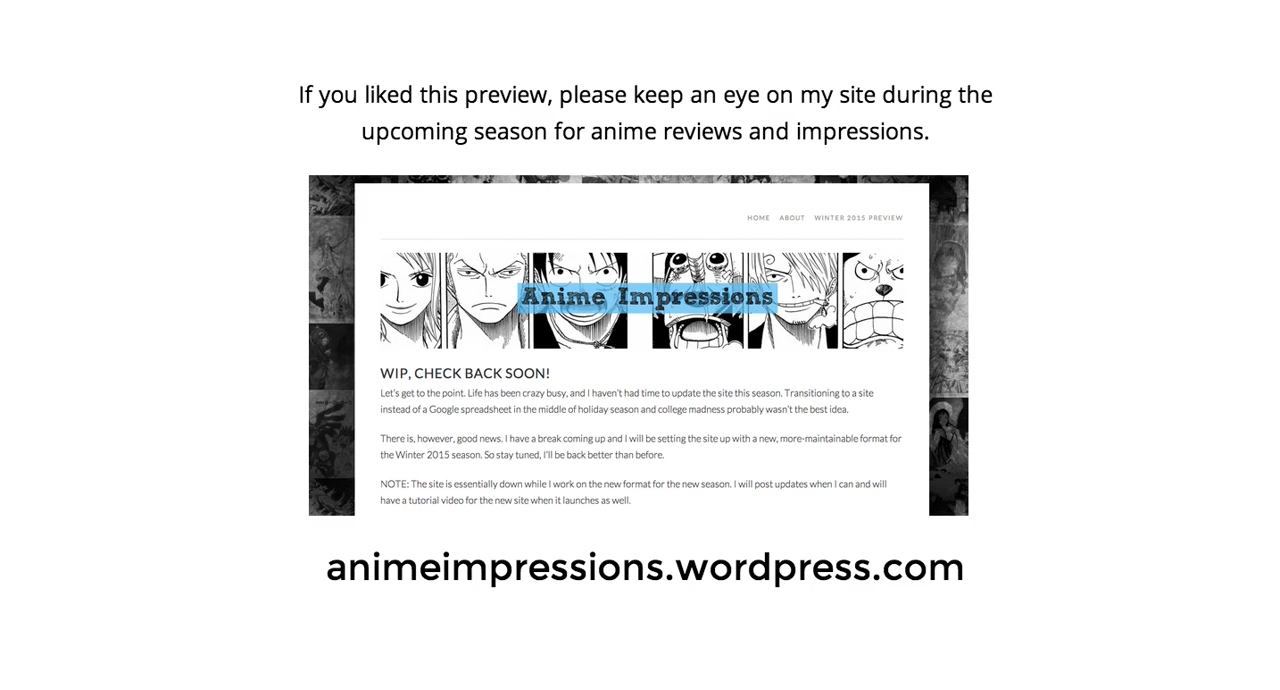 If you liked this preview, please keep an eye on my site during the
upcoming season for anime reviews and impressions.
HOME ABOUT WINTER 2015 PREVIEW
Anime Impressions
WIP, CHECK BACK SOON!
Let's get to the point. Life has been crazy busy, and I haven't had time to update the site this season. Transitioning to a site
instead of a Google spreadsheet in the middle of holiday season and college madness probably wasn't the best idea.
There is, however, good news. I have a break coming up and I will be setting the site up with a new, more-maintainable format for
the Winter 2015 season. So stay tuned, I'll be back better than before.
NOTE: The site is essentially down while I work on the new format for the new season. I will post updates when I can and will
have a tutorial video for the new site when it launches as well.
animeimpressions.wordpress.com